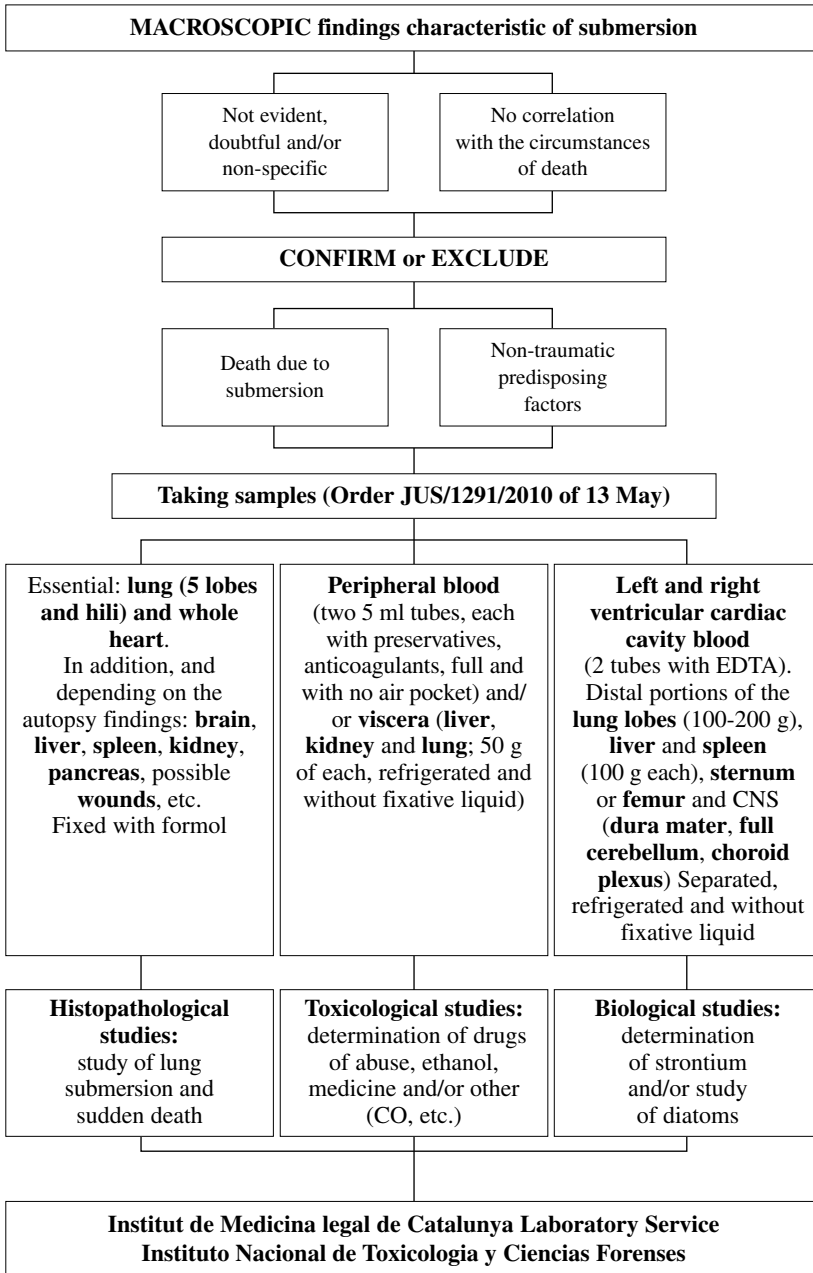 MACROSCOPIC findings characteristic of submersion
Not evident,
doubtful and/or
non-specific
No correlation
with the circumstances
of death
CONFIRM or EXCLUDE
Death due to
submersion
Non-traumatic
predisposing
factors
Taking samples (Order JUS/1291/2010 of 13 May)
Essential: lung (5 lobes
and hili) and whole
heart.
In addition, and
depending on the
autopsy findings: brain,
liver, spleen, kidney,
pancreas, possible
wounds, etc.
Fixed with formol
Peripheral blood
(two 5 ml tubes, each
with preservatives,
anticoagulants, full and
with no air pocket) and/
or viscera (liver,
kidney and lung; 50 g
of each, refrigerated and
without fixative liquid)
Left and right
ventricular cardiac
cavity blood
(2 tubes with EDTA).
Distal portions of the
lung lobes (100-200 g),
liver and spleen
(100 g each), sternum
or femur and CNS
(dura mater, full
cerebellum, choroid
plexus) Separated,
refrigerated and without
fixative liquid
Histopathological
studies:
study of lung
submersion and
sudden death
Toxicological studies:
determination of drugs
of abuse, ethanol,
medicine and/or other
(CO, etc.)
Biological studies:
determination
of strontium
and/or study
of diatoms
Institut de Medicina legal de Catalunya Laboratory Service
Instituto Nacional de Toxicologia y Ciencias Forenses